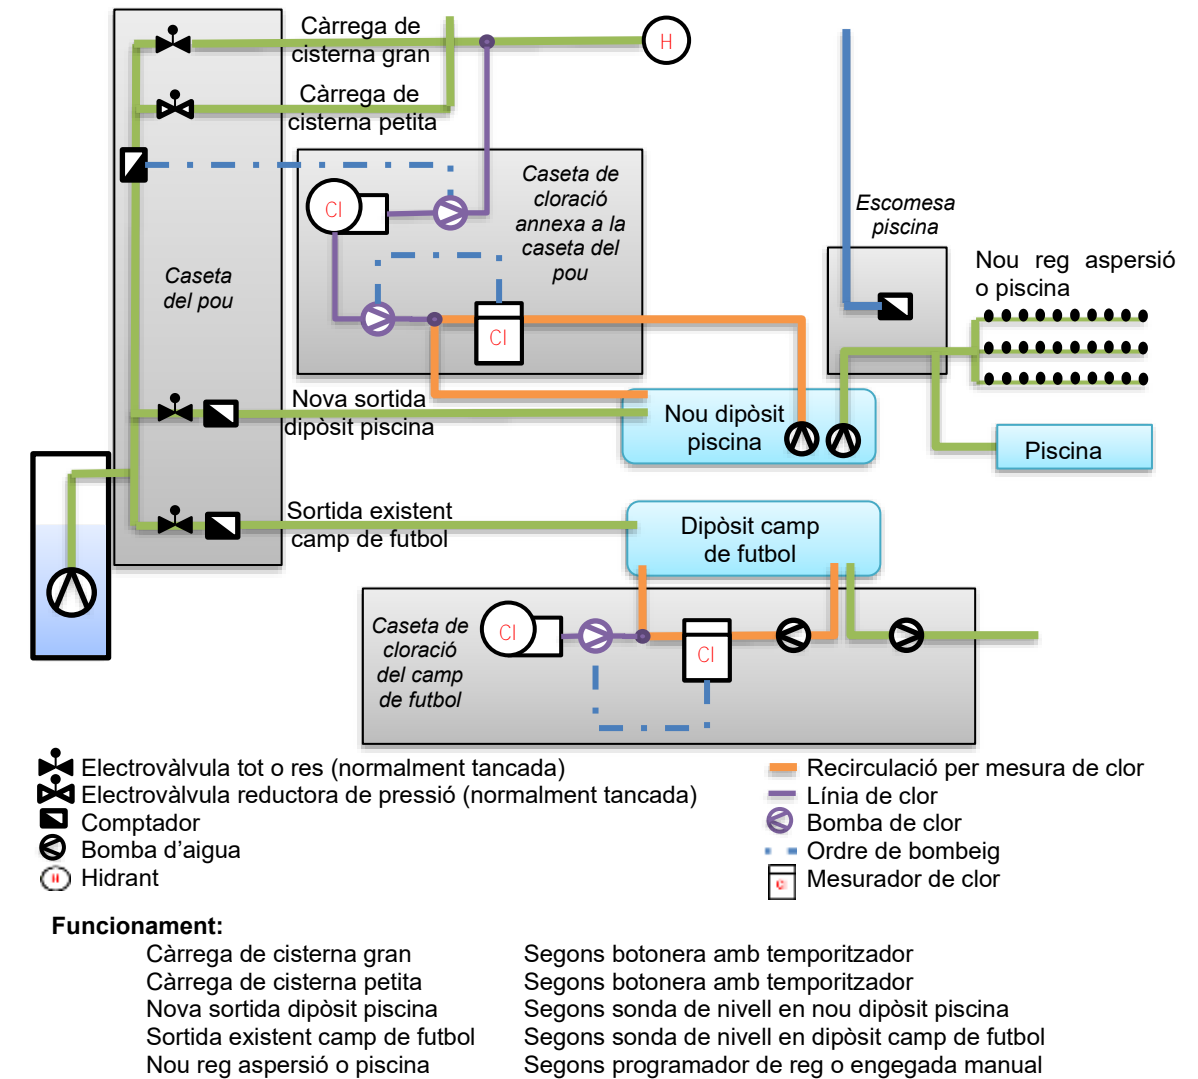 Càrrega de
cisterna gran
H
Càrrega de
cisterna petita
Caseta de
cloració
annexa a la
caseta del
pou
Cl
Cl
Caseta
del pou
Escomesa
piscina
Nou reg aspersió
o piscina
Nova sortida
dipòsit piscina
Nou dipòsit
piscina
Piscina
Sortida existent
camp de futbol
Dipòsit camp
de futbol
Caseta de
cloració
del camp
de futbol
Cl
Cl
Electrovàlvula tot o res (normalment tancada)
Electrovàlvula reductora de pressió (normalment tancada)
Comptador
Bomba d'aigua
H Hidrant
Recirculació per mesura de clor
Línia de clor
Bomba de clor
Ordre de bombeig
Mesurador de clor
Funcionament:
Càrrega de cisterna gran Segons botonera amb temporitzador
Càrrega de cisterna petita Segons botonera amb temporitzador
Nova sortida dipòsit piscina Segons sonda de nivell en nou dipòsit piscina
Sortida existent camp de futbol Segons sonda de nivell en dipòsit camp de futbol
Nou reg aspersió o piscina Segons programador de reg o engegada manual